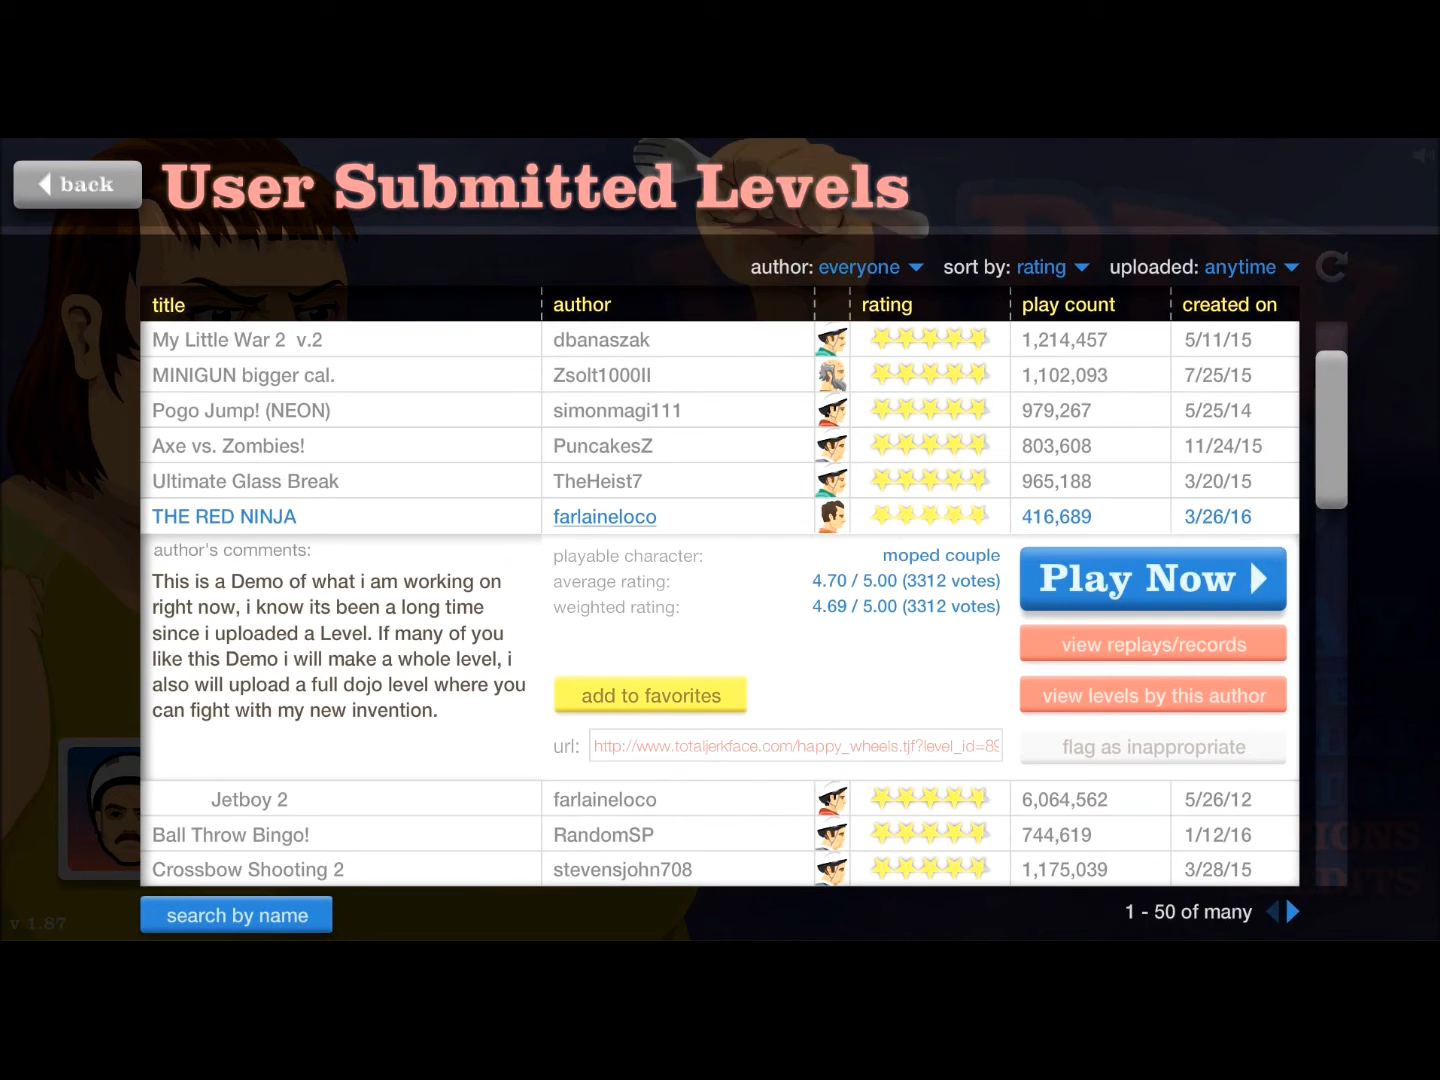 back
User Submitted Levels
author: everyone sort by: rating uploaded: anytime
title author rating play count created on
My Little War 2 v.2 dbanaszak 1,214,457 5/11/15
MINIGUN bigger cal. Zsolt1000II 1,102,093 7/25/15
Pogo Jump! (NEON) simonmagi111 979,267 5/25/14
Axe vs. Zombies! PuncakesZ 803,608 11/24/15
Ultimate Glass Break TheHeist7 965,188 3/20/15
THE RED NINJA farlaineloco 416,689 3/26/16
author's comments:
This is a Demo of what i am working on
right now, i know its been a long time
since i uploaded a Level. If many of you
like this Demo i will make a whole level, i
also will upload a full dojo level where you
can fight with my new invention.
playable character: moped couple
average rating: 4.70 / 5.00 (3312 votes)
weighted rating: 4.69 / 5.00 (3312 votes)
add to favorites
url: http://www.totaljerkface.com/happy_wheels.tjf?level_id=89
Play Now
view replays/records
view levels by this author
flag as inappropriate
Jetboy 2 farlaineloco 6,064,562 5/26/12
Ball Throw Bingo! RandomSP 744,619 1/12/16
Crossbow Shooting 2 stevensjohn708 1,175,039 3/28/15
search by name
1 - 50 of many
v 1.87